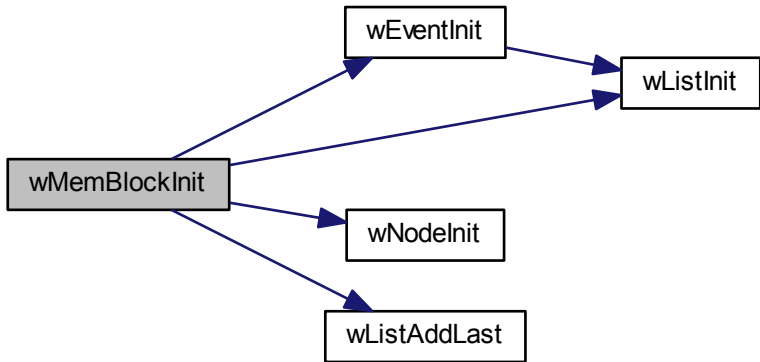 wEventInit
wListInit
wMemBlockInit
wNodeInit
wListAddLast